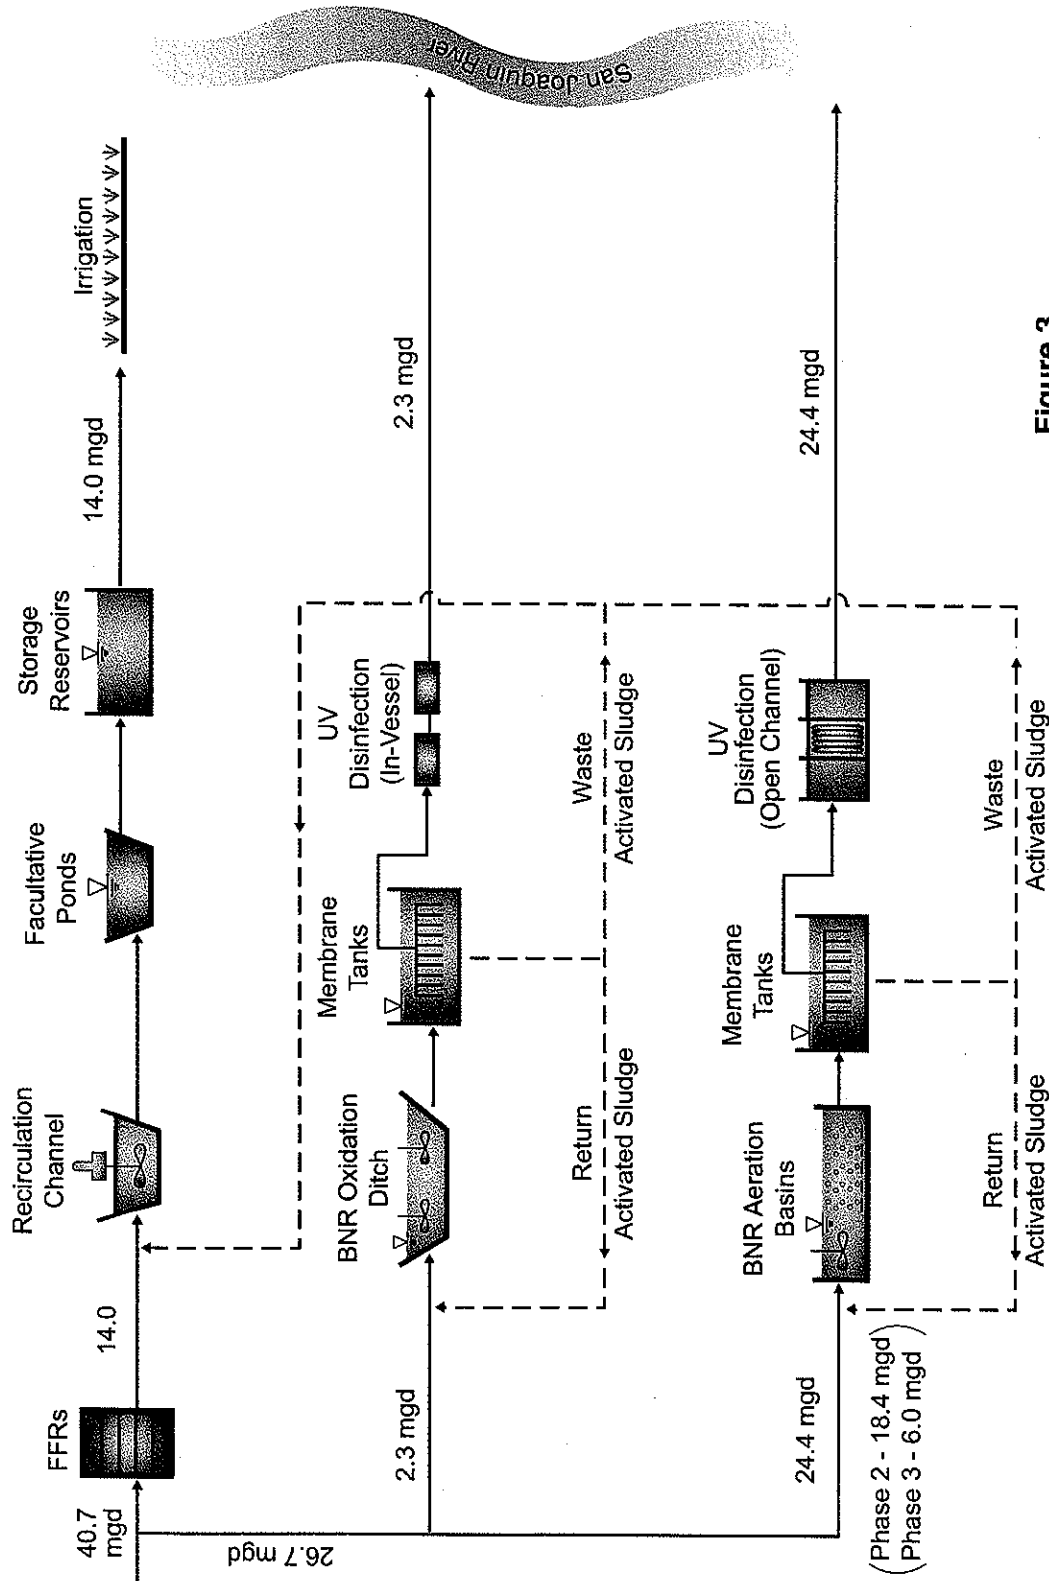 40.7
mgd
FFRs
14.0
Recirculation
Channel
Facultative
Ponds
Storage
Reservoirs
14.0 mgd
Irrigation
26.7 mgd
2.3 mgd
BNR Oxidation
Ditch
Membrane
Tanks
UV
Disinfection
(In-Vessel)
2.3 mgd
San Joaquin River
Return
Activated Sludge
Waste
Activated Sludge
24.4 mgd
(Phase 2 - 18.4 mgd
Phase 3 - 6.0 mgd)
BNR Aeration
Basins
Membrane
Tanks
UV
Disinfection
(Open Channel)
24.4 mgd
Return
Activated Sludge
Waste
Activated Sludge
Figure 3